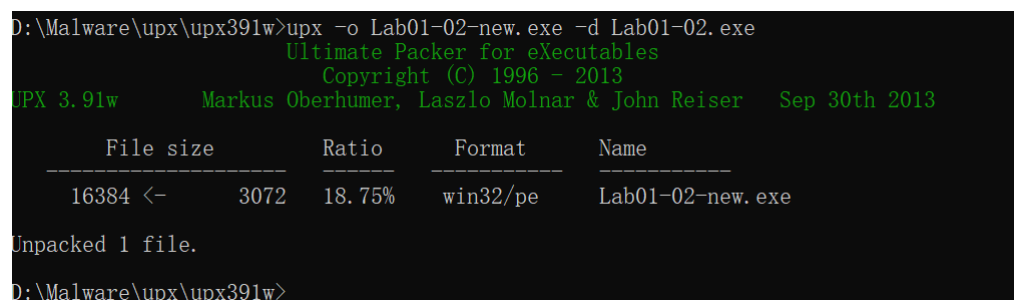 D:\Malware\upx\upx391w>upx -o Lab01-02-new.exe -d Lab01-02.exe
Ultimate Packer for eXecutables
Copyright (C) 1996 - 2013
UPX 3.91w Markus Oberhumer, Laszlo Molnar & John Reiser Sep 30th 2013
File size Ratio Format Name
-------------------- ------ ----------- -----------
16384 <- 3072 18.75% win32/pe Lab01-02-new.exe
Unpacked 1 file.
D:\Malware\upx\upx391w>